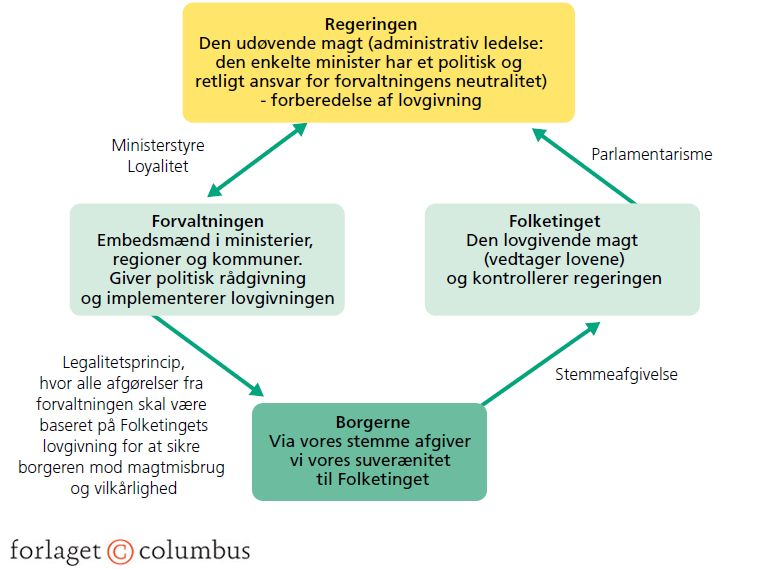 Regeringen
Den udøvende magt (administrativ ledelse:
den enkelte minister har et politisk og
retligt ansvar for forvaltningens neutralitet)
- forberedelse af lovgivning
Ministerstyre
Loyalitet
Parlamentarisme
Forvaltningen
Embedsmænd i ministerier,
regioner og kommuner.
Giver politisk rådgivning
og implementerer lovgivningen
Folketinget
Den lovgivende magt
(vedtager lovene)
og kontrollerer regeringen
Legalitetsprincip,
hvor alle afgørelser fra
forvaltningen skal være
baseret på Folketingets
lovgivning for at sikre
borgeren mod magtmisbrug
og vilkårlighed
Stemmeafgivelse
Borgerne
Via vores stemme afgiver
vi vores suverænitet
til Folketinget
forlaget © columbus